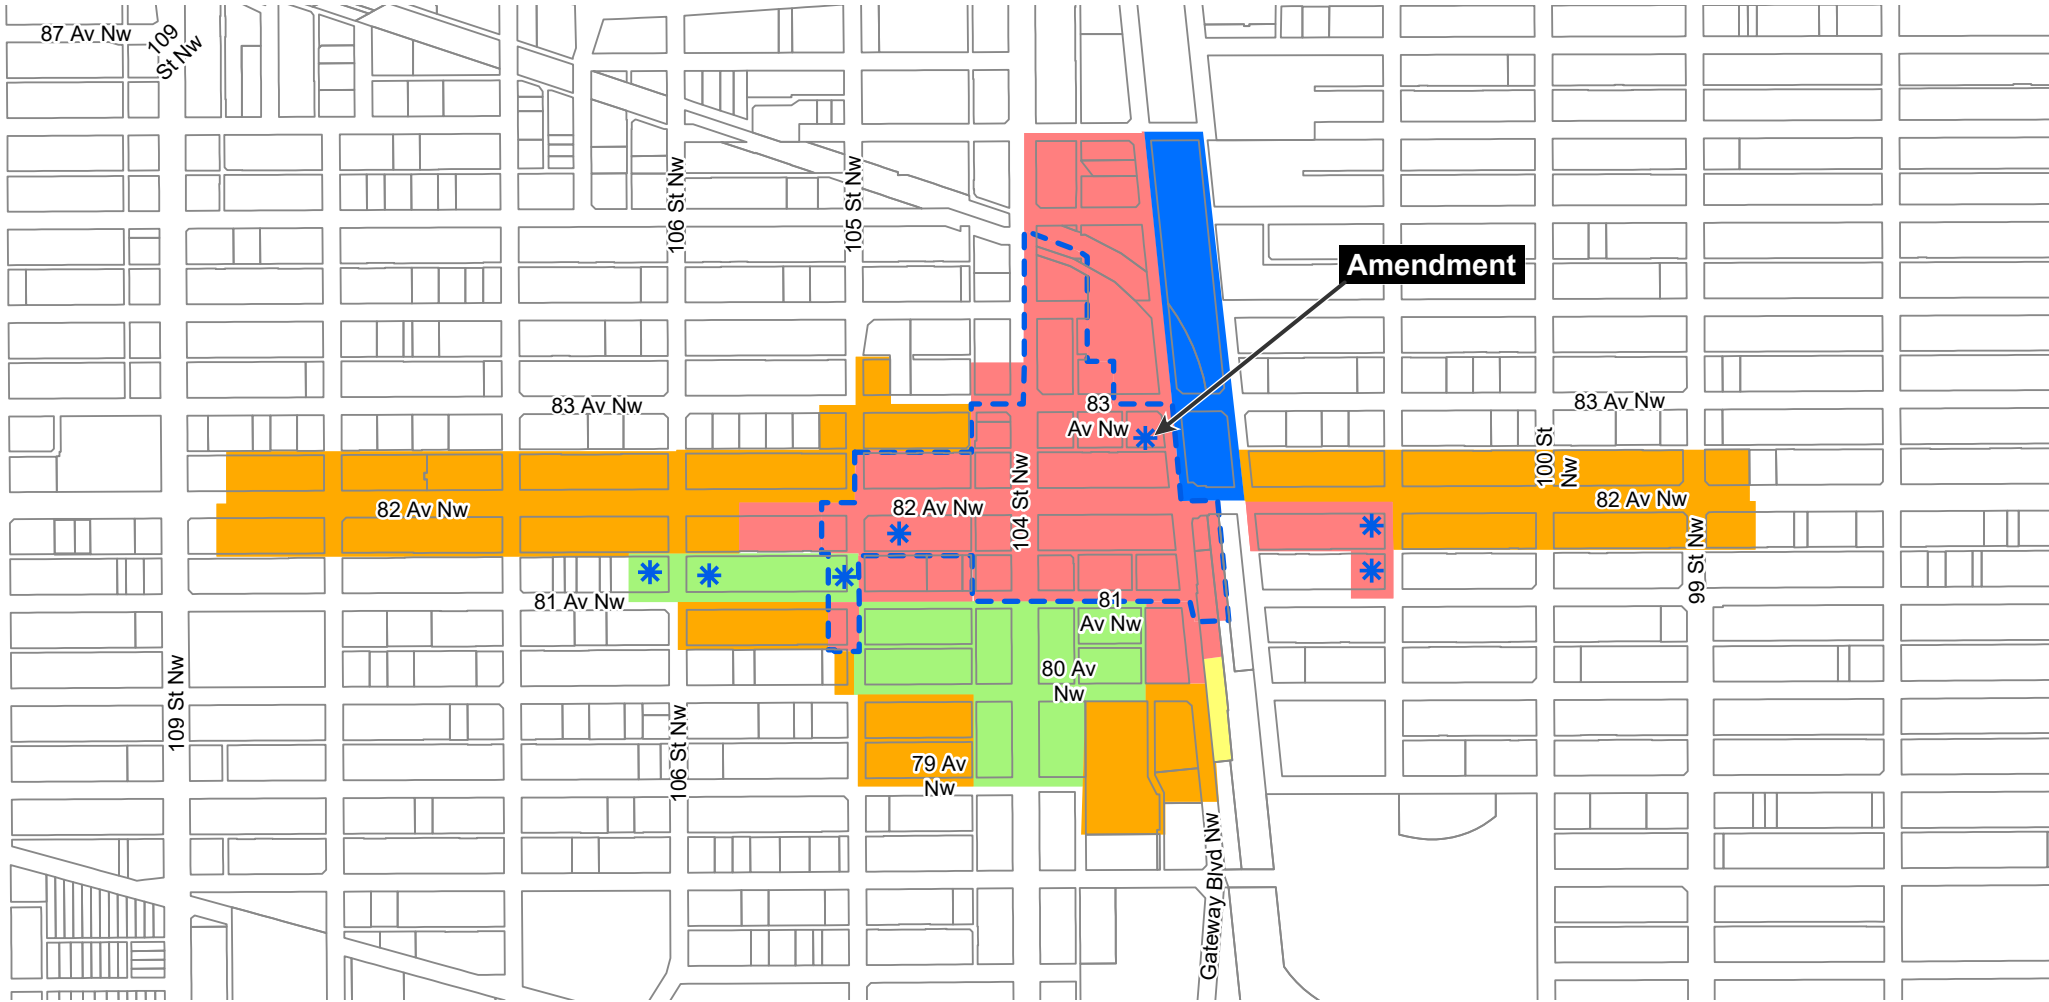 87 Av Nw
109
St Nw
106 St Nw
105 St Nw
Amendment
83 Av Nw
83
Av Nw
83 Av Nw
100 St
Nw
82 Av Nw
82 Av Nw
104 St Nw
82 Av Nw
99 St Nw
81 Av Nw
81
Av Nw
80 Av
Nw
109 St Nw
106 St Nw
79 Av
Nw
Gateway Blvd Nw